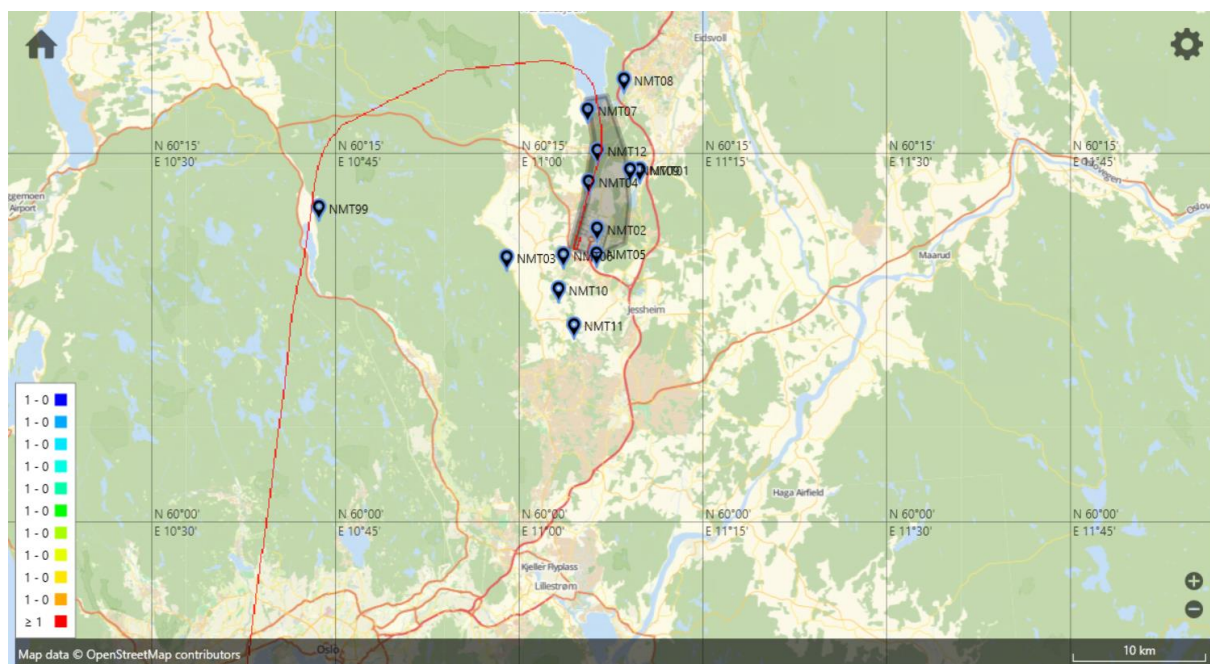 Eidsvoll
NMT08
NMT07
N 60°15'
E 10°30'
N 60°15'
E 10°45'
N 60°15'
E 11°00'
NMT12
N 60°15'
E 11°15'
N 60°15'
E 11°30'
N 60°15'
E 11°45'
NMT04
Airport
NMT99
NMT02
NMT03
NMT05
Maarud
NMT10
Jessheim
NMT11
1 - 0
1 - 0
1 - 0
1 - 0
1 - 0
1 - 0
1 - 0
1 - 0
1 - 0
1 - 0
≥ 1
Haga Airfield
N 60°00'
E 10°30'
N 60°00'
E 10°45'
N 60°00'
E 11°00'
N 60°00'
E 11°15'
N 60°00'
E 11°30'
N 60°00'
E 11°45'
Kjeller Flyplass
Lillestrøm
Oslo
Map data © OpenStreetMap contributors
10 km